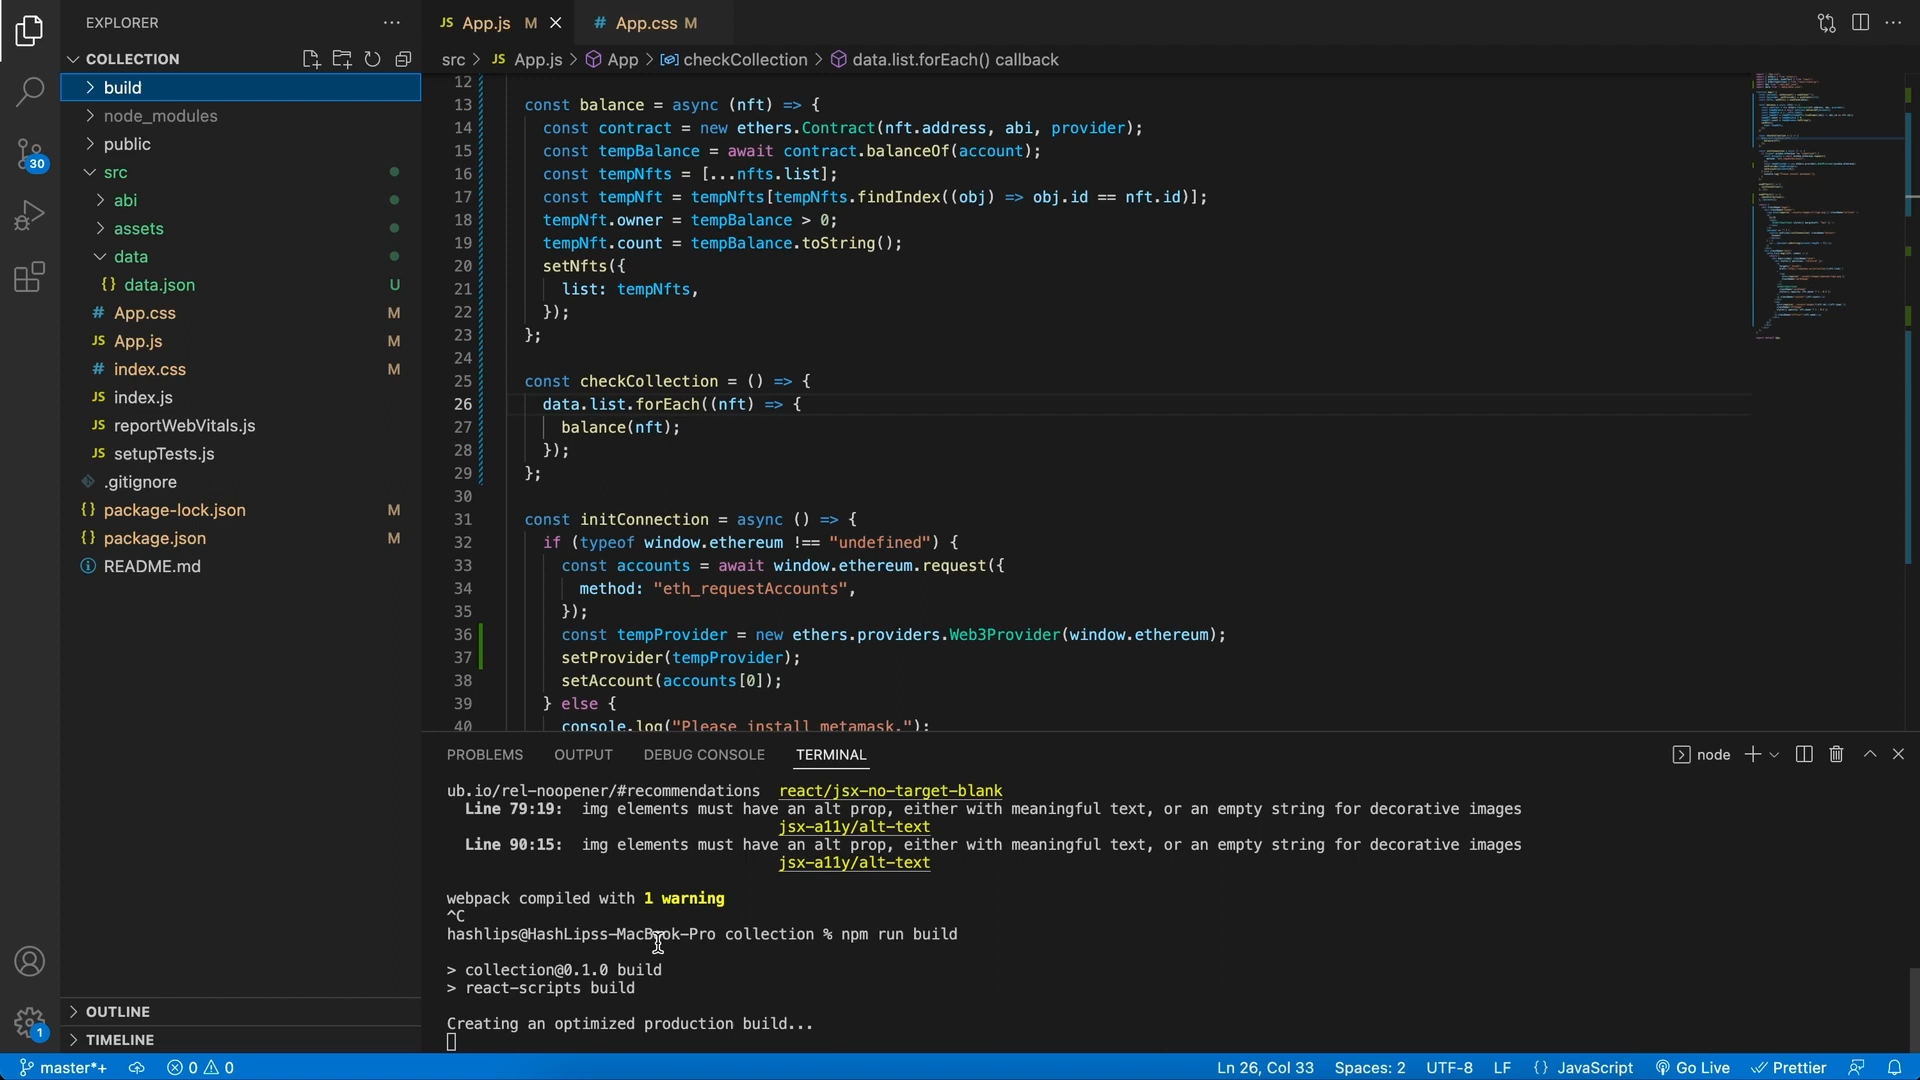 EXPLORER
COLLECTION
build
node_modules
public
src
abi
assets
data
{} data.json U
# App.css M
JS App.js M
# index.css M
JS index.js
JS reportWebVitals.js
JS setupTests.js
.gitignore
{} package-lock.json M
{} package.json M
README.md
OUTLINE
TIMELINE
30
1
JS App.js M
# App.css M
src > JS App.js > App > checkCollection > data.list.forEach() callback
12
13 const balance = async (nft) => {
14 const contract = new ethers.Contract(nft.address, abi, provider);
15 const tempBalance = await contract.balanceOf(account);
16 const tempNfts = [...nfts.list];
17 const tempNft = tempNfts[tempNfts.findIndex((obj) => obj.id == nft.id)];
18 tempNft.owner = tempBalance > 0;
19 tempNft.count = tempBalance.toString();
20 setNfts({
21 list: tempNfts,
22 });
23 };
24
25 const checkCollection = () => {
26 data.list.forEach((nft) => {
27 balance(nft);
28 });
29 };
30
31 const initConnection = async () => {
32 if (typeof window.ethereum !== "undefined") {
33 const accounts = await window.ethereum.request({
34 method: "eth_requestAccounts",
35 });
36 const tempProvider = new ethers.providers.Web3Provider(window.ethereum);
37 setProvider(tempProvider);
38 setAccount(accounts[0]);
39 } else {
40 console.log("Please install metamask.");
PROBLEMS OUTPUT DEBUG CONSOLE TERMINAL
node
ub.io/rel-noopener/#recommendations react/jsx-no-target-blank
Line 79:19: img elements must have an alt prop, either with meaningful text, or an empty string for decorative images
jsx-a11y/alt-text
Line 90:15: img elements must have an alt prop, either with meaningful text, or an empty string for decorative images
jsx-a11y/alt-text
webpack compiled with 1 warning
^C
hashlips@HashLipss-MacBook-Pro collection % npm run build
> collection@0.1.0 build
> react-scripts build
Creating an optimized production build...
master*+ 0 0 Ln 26, Col 33 Spaces: 2 UTF-8 LF {} JavaScript Go Live Prettier